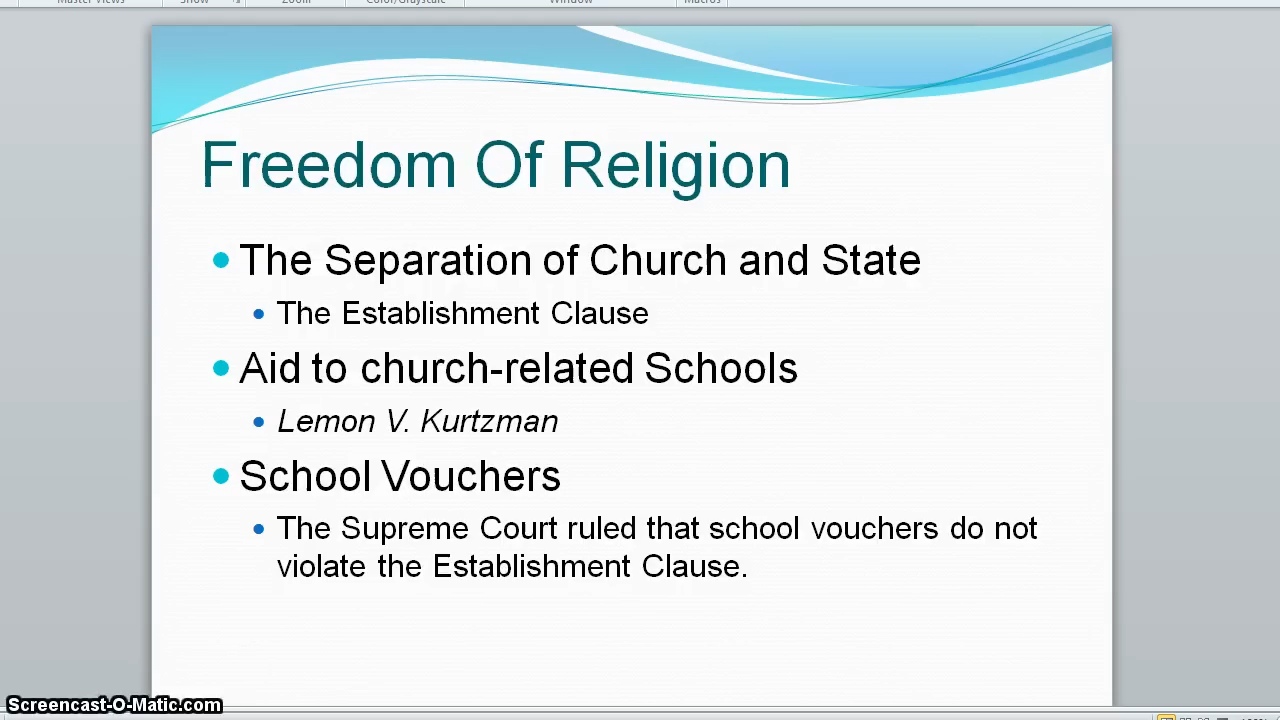 Master Views Show Zoom Color/Grayscale Window Macros
Freedom Of Religion
The Separation of Church and State
The Establishment Clause
Aid to church-related Schools
Lemon V. Kurtzman
School Vouchers
The Supreme Court ruled that school vouchers do not
violate the Establishment Clause.
Screencast-O-Matic.com